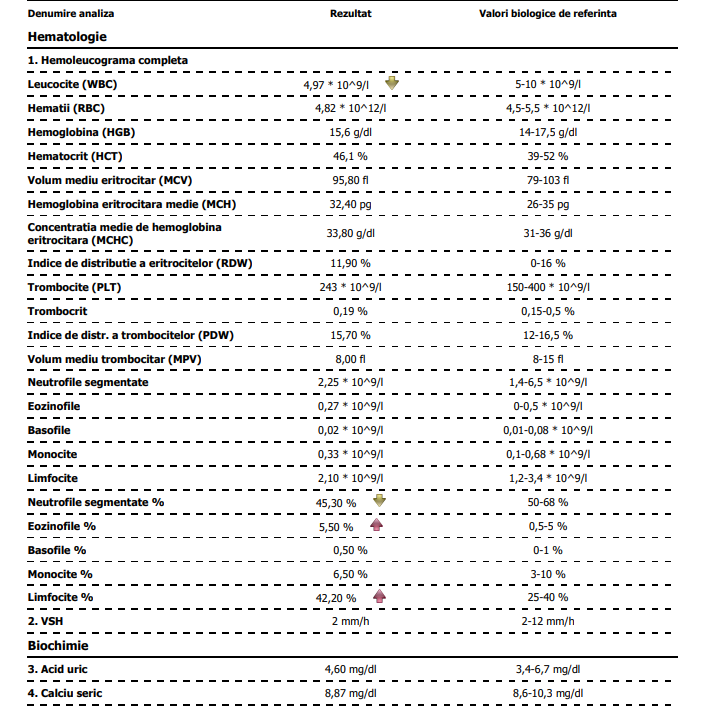 Denumire analiza Rezultat Valori biologice de referinta
Hematologie
1. Hemoleucograma completa
Leucocite (WBC) 4,97 * 10^9/l 5-10 * 10^9/l
Hematii (RBC) 4,82 * 10^12/l 4,5-5,5 * 10^12/l
Hemoglobina (HGB) 15,6 g/dl 14-17,5 g/dl
Hematocrit (HCT) 46,1 % 39-52 %
Volum mediu eritrocitar (MCV) 95,80 fl 79-103 fl
Hemoglobina eritrocitara medie (MCH) 32,40 pg 26-35 pg
Concentratia medie de hemoglobina
eritrocitara (MCHC) 33,80 g/dl 31-36 g/dl
Indice de distributie a eritrocitelor (RDW) 11,90 % 0-16 %
Trombocite (PLT) 243 * 10^9/l 150-400 * 10^9/l
Trombocrit 0,19 % 0,15-0,5 %
Indice de distr. a trombocitelor (PDW) 15,70 % 12-16,5 %
Volum mediu trombocitar (MPV) 8,00 fl 8-15 fl
Neutrofile segmentate 2,25 * 10^9/l 1,4-6,5 * 10^9/l
Eozinofile 0,27 * 10^9/l 0-0,5 * 10^9/l
Basofile 0,02 * 10^9/l 0,01-0,08 * 10^9/l
Monocite 0,33 * 10^9/l 0,1-0,68 * 10^9/l
Limfocite 2,10 * 10^9/l 1,2-3,4 * 10^9/l
Neutrofile segmentate % 45,30 % 50-68 %
Eozinofile % 5,50 % 0,5-5 %
Basofile % 0,50 % 0-1 %
Monocite % 6,50 % 3-10 %
Limfocite % 42,20 % 25-40 %
2. VSH 2 mm/h 2-12 mm/h
Biochimie
3. Acid uric 4,60 mg/dl 3,4-6,7 mg/dl
4. Calciu seric 8,87 mg/dl 8,6-10,3 mg/dl